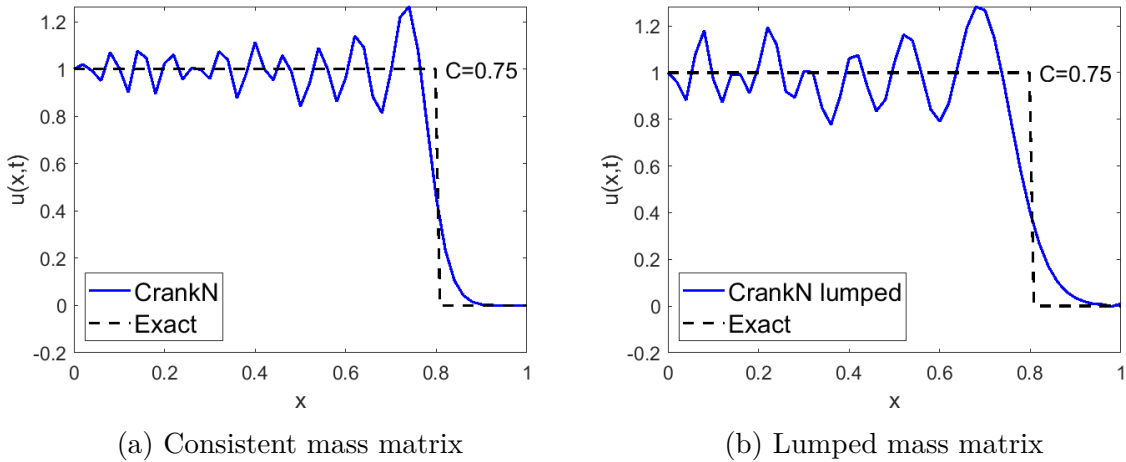 1.2
1
0.8
0.6
0.4
0.2
0
-0.2
u(x,t)
C=0.75
CrankN
Exact
0 0.2 0.4 0.6 0.8 1
x
(a) Consistent mass matrix
1.2
1
0.8
0.6
0.4
0.2
0
-0.2
u(x,t)
C=0.75
CrankN lumped
Exact
0 0.2 0.4 0.6 0.8 1
x
(b) Lumped mass matrix